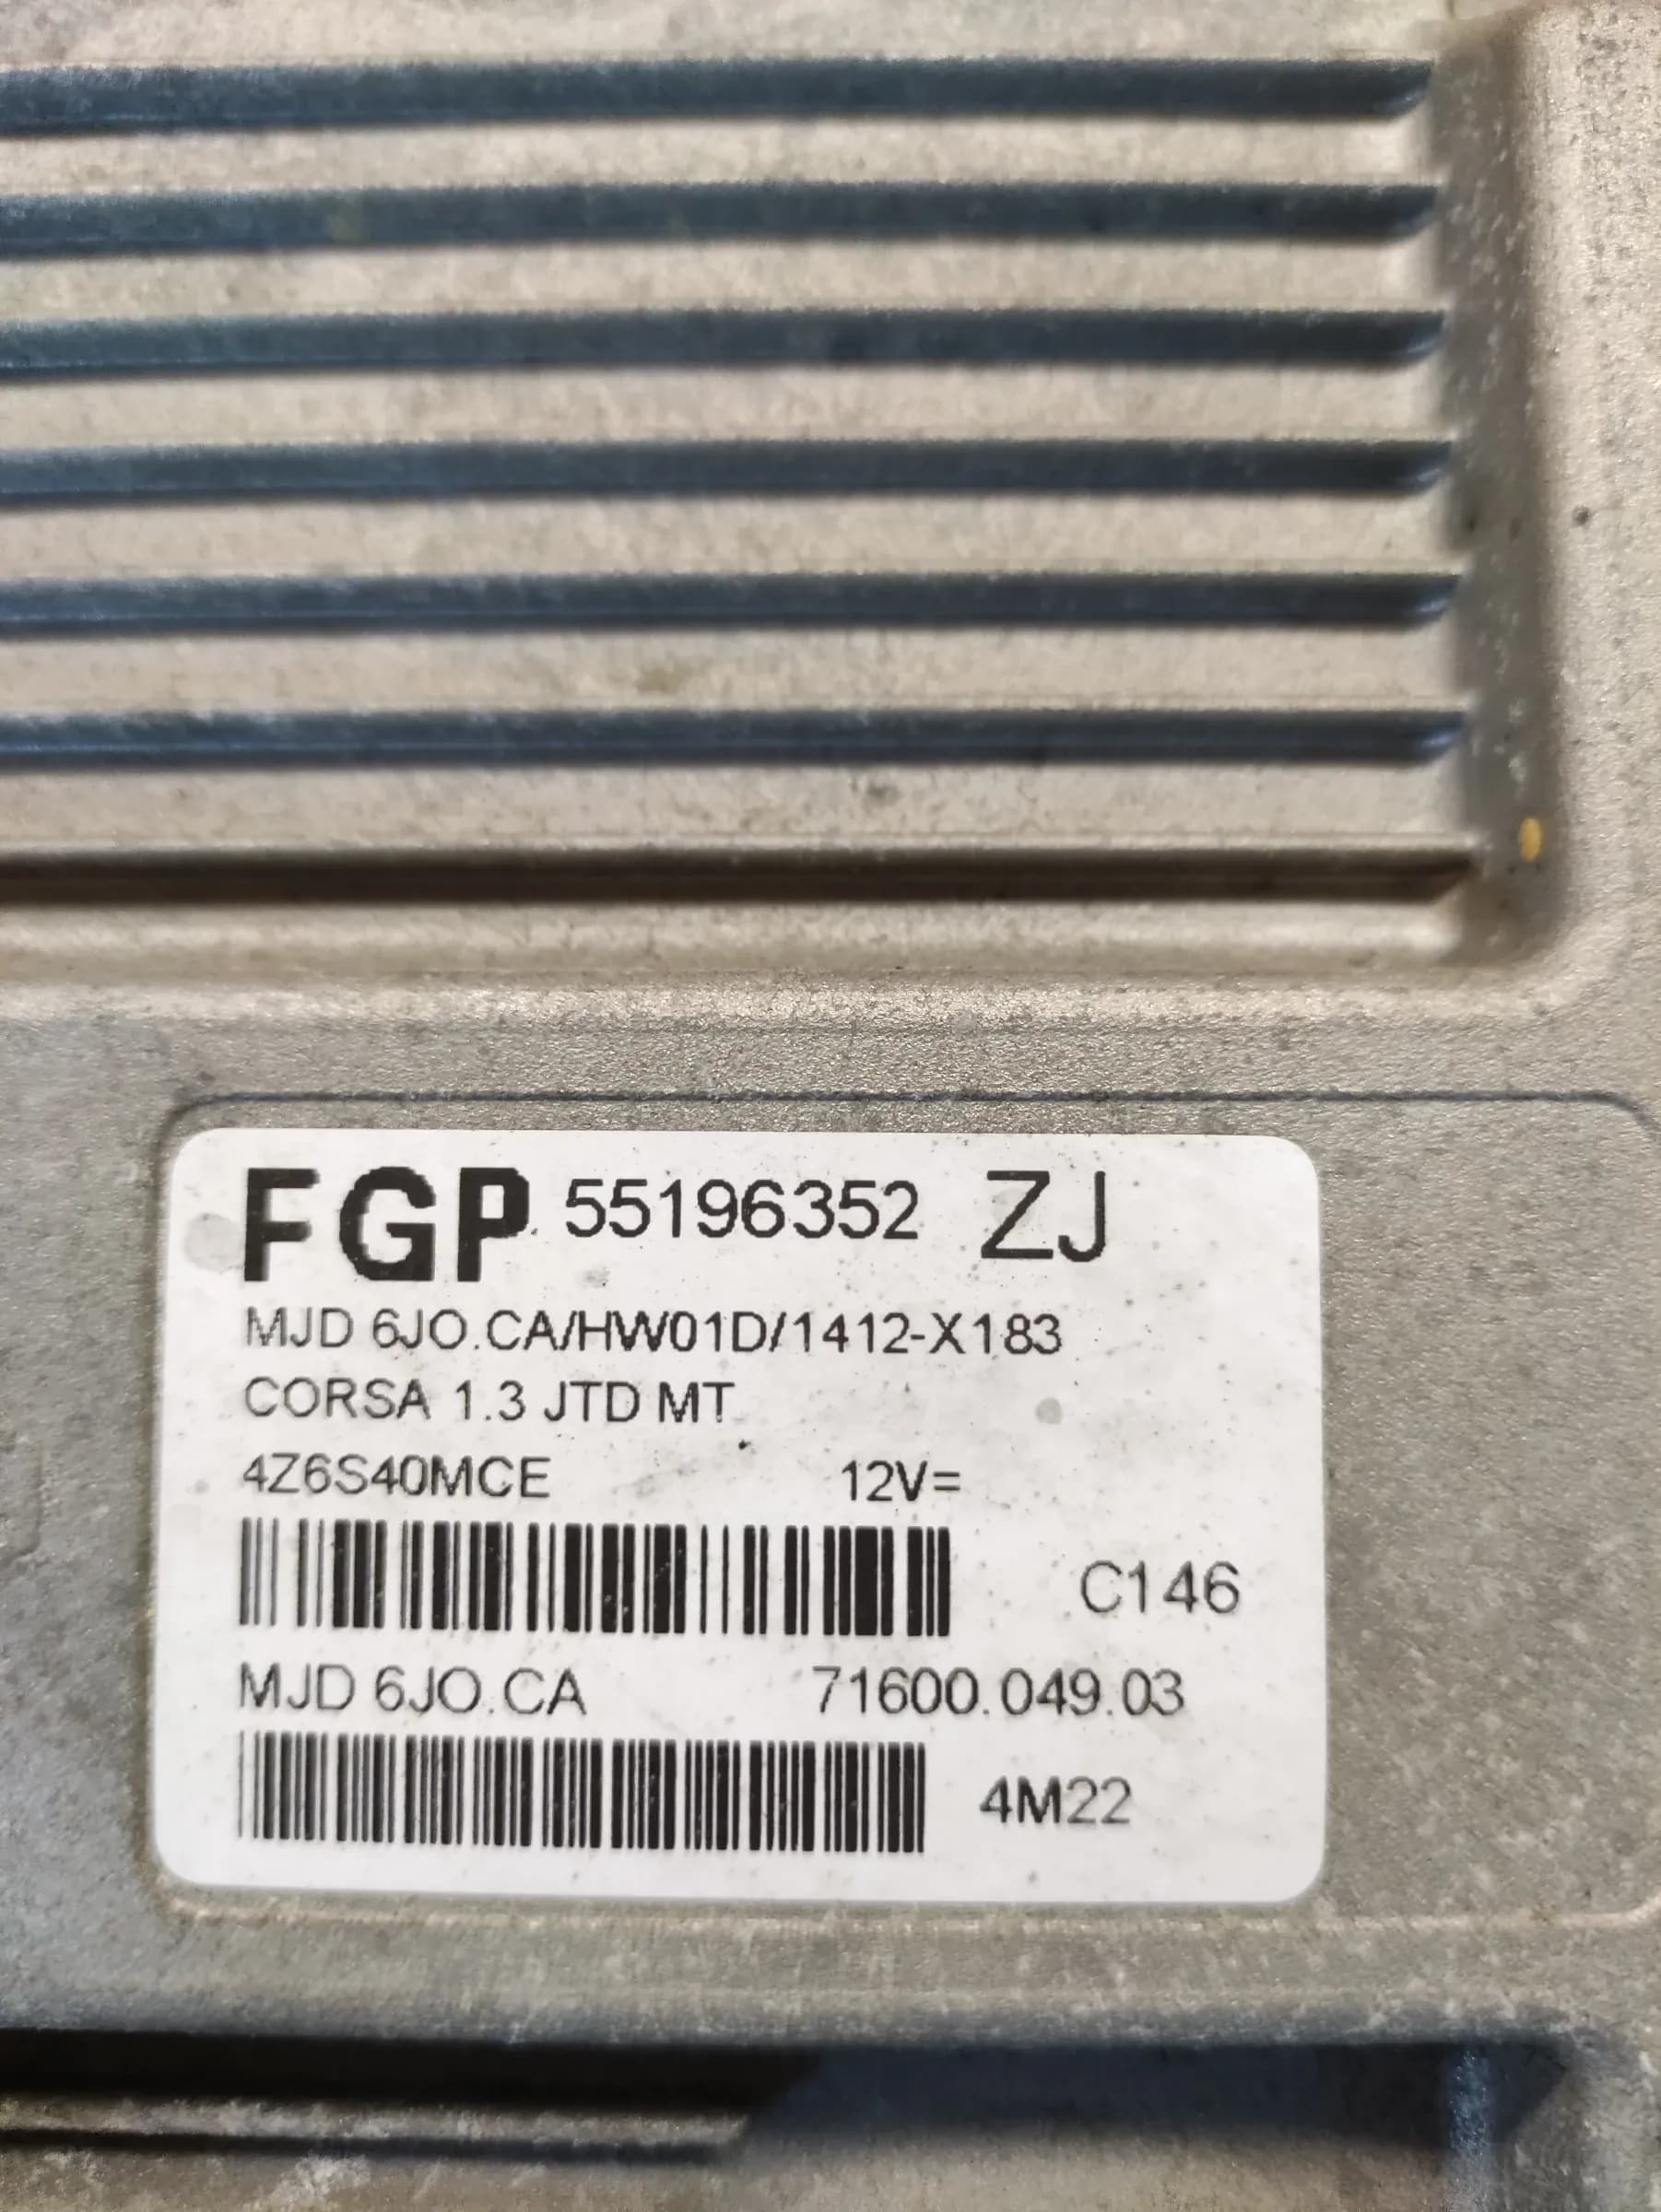 FGP 55196352 ZJ
MJD 6JO.CA/HW01D/1412-X183
CORSA 1.3 JTD MT
4Z6S40MCE 12V=
C146
MJD 6JO.CA 71600.049.03
4M22